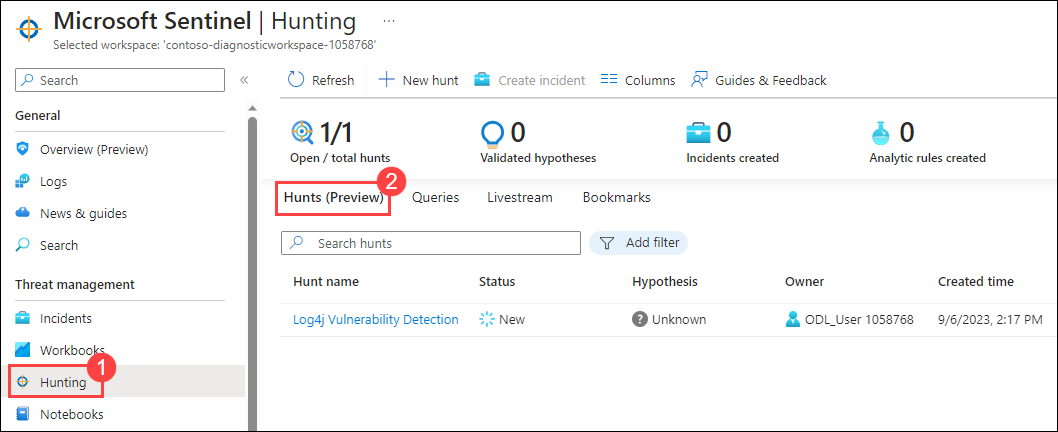 Microsoft Sentinel | Hunting ...
Selected workspace: 'contoso-diagnosticworkspace-1058768'
Search «
General
Overview (Preview)
Logs
News & guides
Search
Threat management
Incidents
Workbooks
Hunting 1
Notebooks
Refresh New hunt Create incident Columns Guides & Feedback
1/1 0 0 0
Open / total hunts Validated hypotheses Incidents created Analytic rules created
Hunts (Preview) 2 Queries Livestream Bookmarks
Search hunts Add filter
Hunt name Status Hypothesis Owner Created time
Log4j Vulnerability Detection New ? Unknown ODL_User 1058768 9/6/2023, 2:17 PM